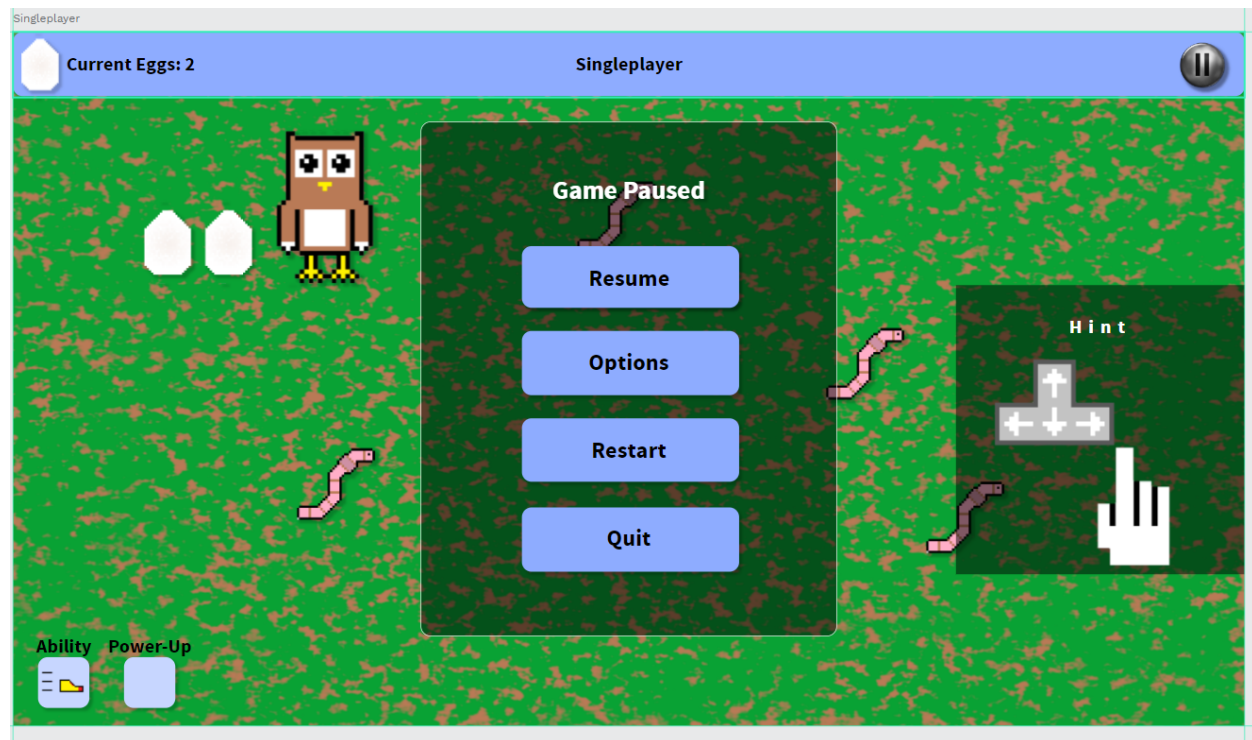 Singleplayer
Current Eggs: 2
Singleplayer
Game Paused
Resume
Options
Restart
Quit
Hint
Ability
Power-Up